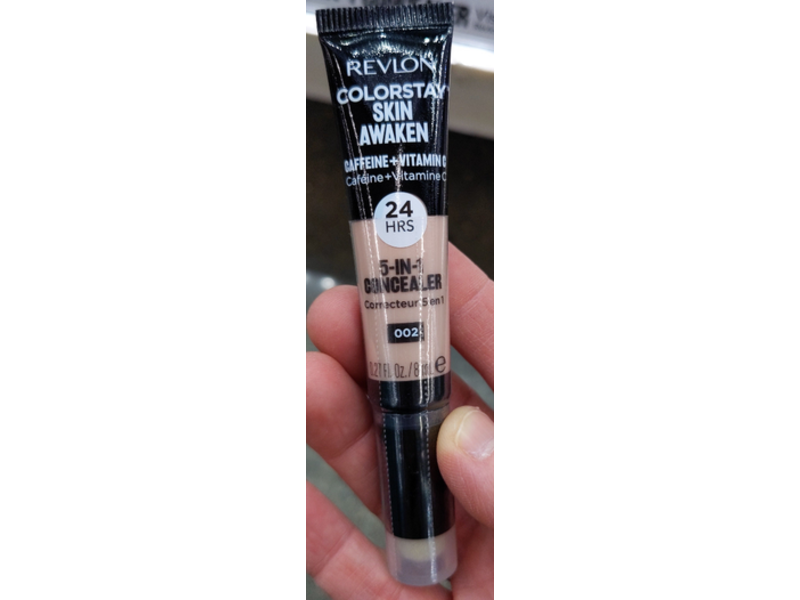 REVLON
COLORSTAY
SKIN
AWAKEN
CAFFEINE+VITAMIN C
Caféine+Vitamine C
24
HRS
5-IN-1
CONCEALER
Correcteur 5 en 1
002
0.27 Fl. Oz. / 8 mL e